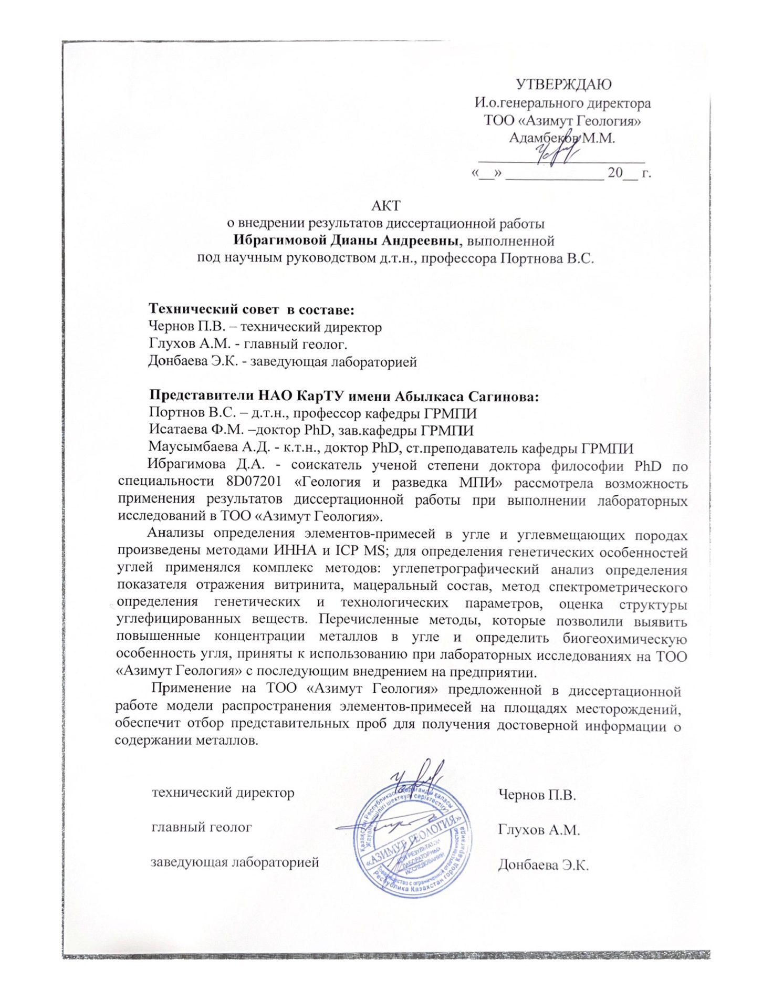 УТВЕРЖДАЮ
И.о.генерального директора
ТОО «Азимут Геология»
Адамбеков М.М.
«__» _____________ 20__ г.
АКТ
о внедрении результатов диссертационной работы
Ибрагимовой Дианы Андреевны, выполненной
под научным руководством д.т.н., профессора Портнова В.С.
Технический совет в составе:
Чернов П.В. – технический директор
Глухов А.М. - главный геолог.
Донбаева Э.К. - заведующая лабораторией
Представители НАО КарТУ имени Абылкаса Сагинова:
Портнов В.С. – д.т.н., профессор кафедры ГРМПИ
Исатаева Ф.М. –доктор PhD, зав.кафедры ГРМПИ
Маусымбаева А.Д. - к.т.н., доктор PhD, ст.преподаватель кафедры ГРМПИ
Ибрагимова Д.А. - соискатель ученой степени доктора философии PhD по
специальности 8D07201 «Геология и разведка МПИ» рассмотрела возможность
применения результатов диссертационной работы при выполнении лабораторных
исследований в ТОО «Азимут Геология».
Анализы определения элементов-примесей в угле и углевмещающих породах
произведены методами ИННА и ICP MS; для определения генетических особенностей
углей применялся комплекс методов: углепетрографический анализ определения
показателя отражения витринита, мацеральный состав, метод спектрометрического
определения генетических и технологических параметров, оценка структуры
углефицированных веществ. Перечисленные методы, которые позволили выявить
повышенные концентрации металлов в угле и определить биогеохимическую
особенность угля, приняты к использованию при лабораторных исследованиях на ТОО
«Азимут Геология» с последующим внедрением на предприятии.
Применение на ТОО «Азимут Геология» предложенной в диссертационной
работе модели распространения элементов-примесей на площадях месторождений,
обеспечит отбор представительных проб для получения достоверной информации о
содержании металлов.
технический директор Чернов П.В.
главный геолог Глухов А.М.
заведующая лабораторией Донбаева Э.К.
Қазақстан Республикасы Қарағанды қаласы
шектеулі серіктестігі
«АЗИМУТ ГЕОЛОГИЯ»
ДЛЯ РЕЗУЛЬТАТОВ
ЛАБОРАТОРНЫХ
ИССЛЕДОВАНИЙ
Товарищество с ограниченной ответственностью
Республика Казахстан город Караганда